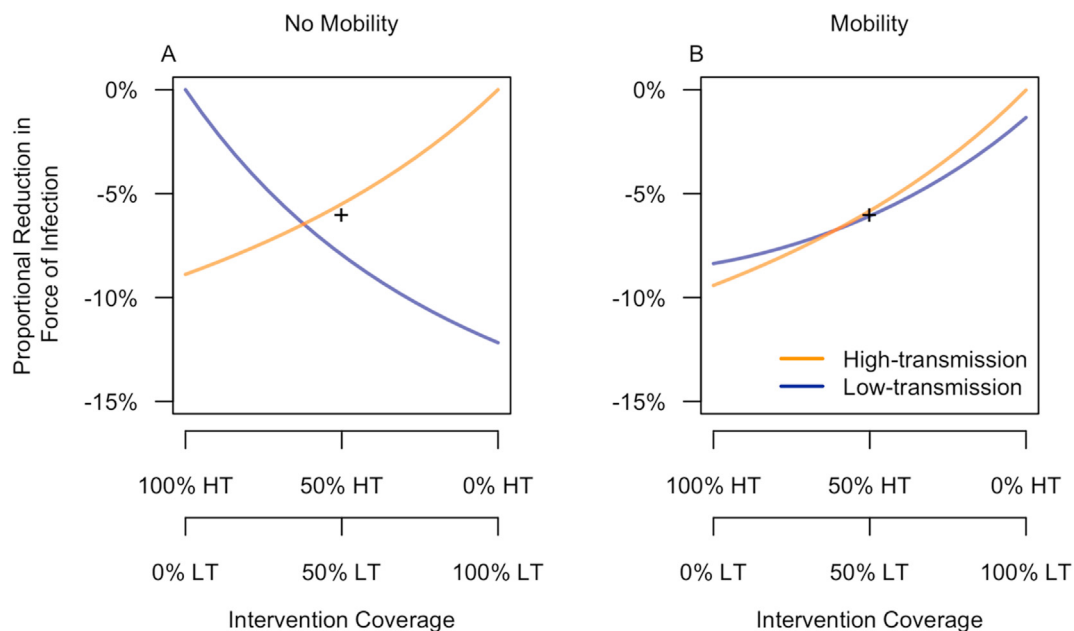 No Mobility
Mobility
A
B
Proportional Reduction in
Force of Infection
0%
-5%
-10%
-15%
0%
-5%
-10%
-15%
High-transmission
Low-transmission
100% HT 50% HT 0% HT
100% HT 50% HT 0% HT
0% LT 50% LT 100% LT
0% LT 50% LT 100% LT
Intervention Coverage
Intervention Coverage